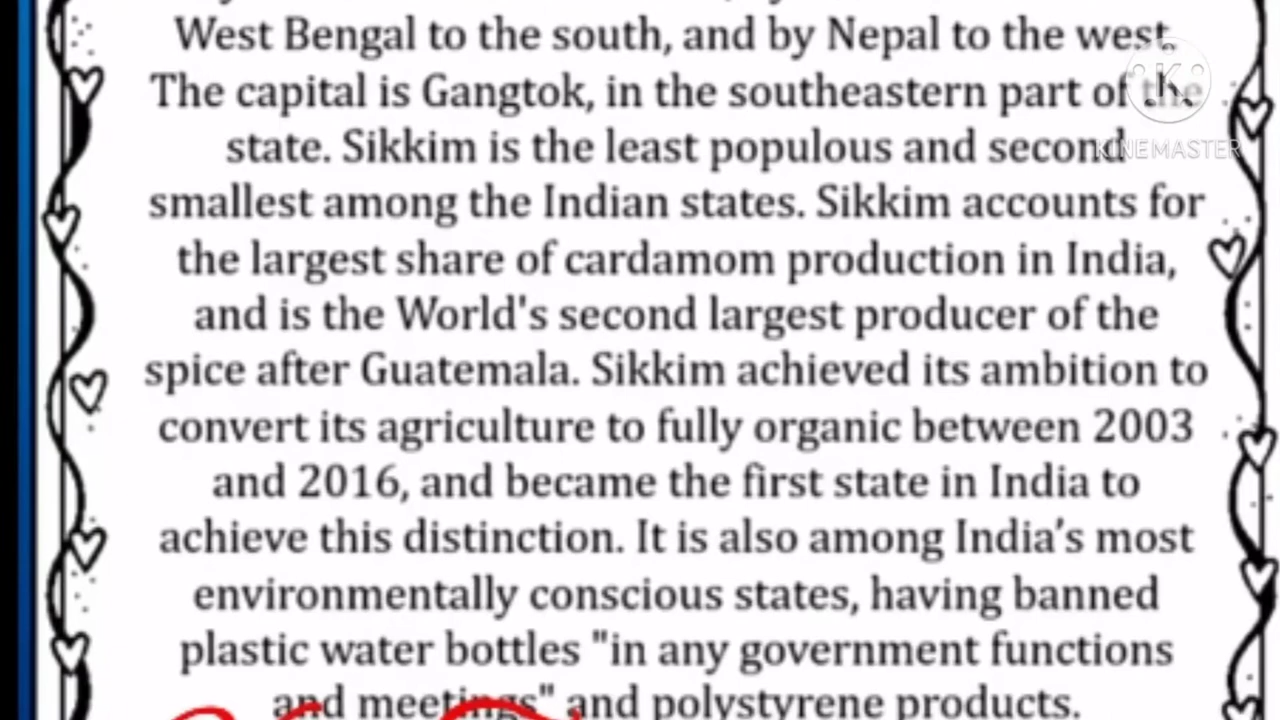 West Bengal to the south, and by Nepal to the west.
The capital is Gangtok, in the southeastern part of the
state. Sikkim is the least populous and second
smallest among the Indian states. Sikkim accounts for
the largest share of cardamom production in India,
and is the World's second largest producer of the
spice after Guatemala. Sikkim achieved its ambition to
convert its agriculture to fully organic between 2003
and 2016, and became the first state in India to
achieve this distinction. It is also among India's most
environmentally conscious states, having banned
plastic water bottles "in any government functions
and meetings" and polystyrene products.
K
KINEMASTER